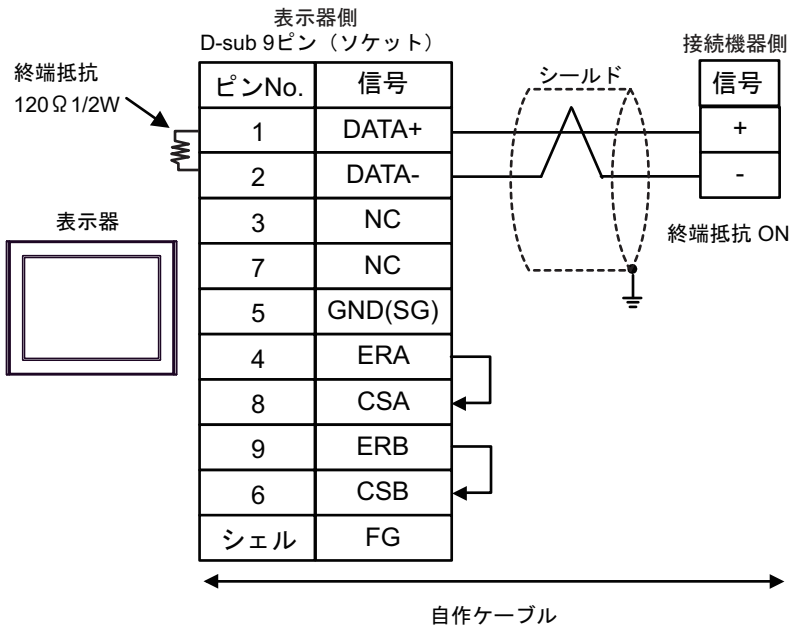 表示器側
D-sub 9ピン（ソケット）
接続機器側
終端抵抗
120Ω1/2W
シールド
ピンNo. 信号
信号
1 DATA+
+
2 DATA-
-
3 NC
7 NC
5 GND(SG)
4 ERA
8 CSA
9 ERB
6 CSB
シェル FG
表示器
終端抵抗 ON
自作ケーブル